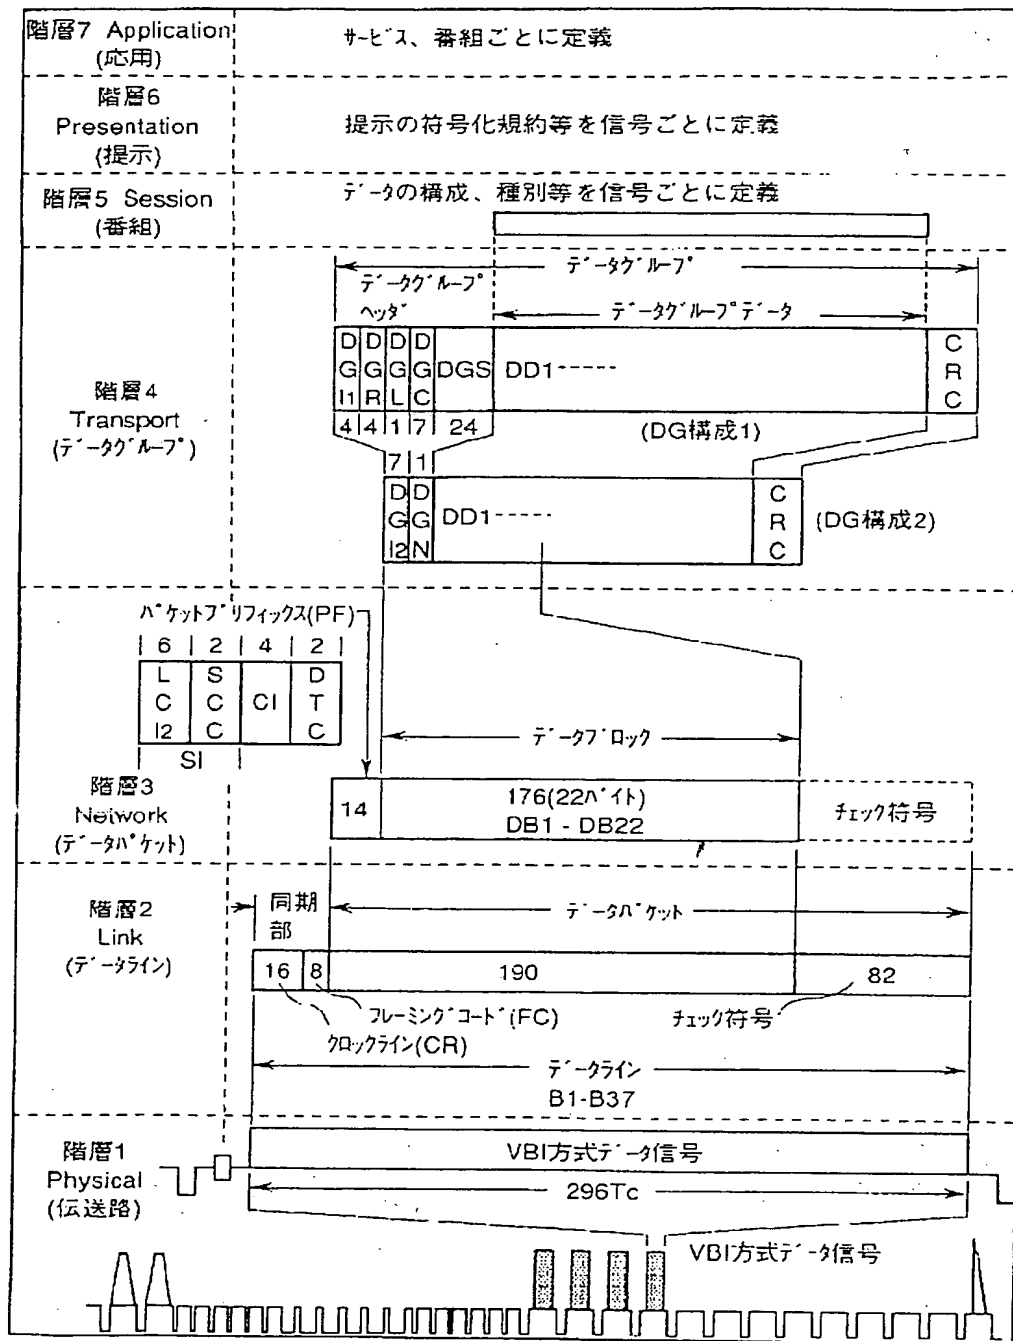 階層7 Application
(応用)
サービス、番組ごとに定義
階層6
Presentation
(提示)
提示の符号化規約等を信号ごとに定義
階層5 Session
(番組)
データの構成、種別等を信号ごとに定義
階層4
Transport
(データグループ)
データグループ
データグループ
ヘッダ
データグループデータ
DGI1 DGR DGL DGC DGS DD1----- CRC
4 4 1 7 24
(DG構成1)
7 1
DGI2 DGN DD1----- CRC
(DG構成2)
パケットプリフィックス(PF)
6 2 4 2
LCI2 SCC CI DTC
SI
データブロック
階層3
Network
(データパケット)
14
176(22バイト)
DB1 - DB22
チェック符号
階層2
Link
(データライン)
同期
部
データパケット
16 8 190 82
フレーミングコード(FC)
チェック符号
クロックライン(CR)
データライン
B1-B37
階層1
Physical
(伝送路)
VBI方式データ信号
296Tc
VBI方式データ信号